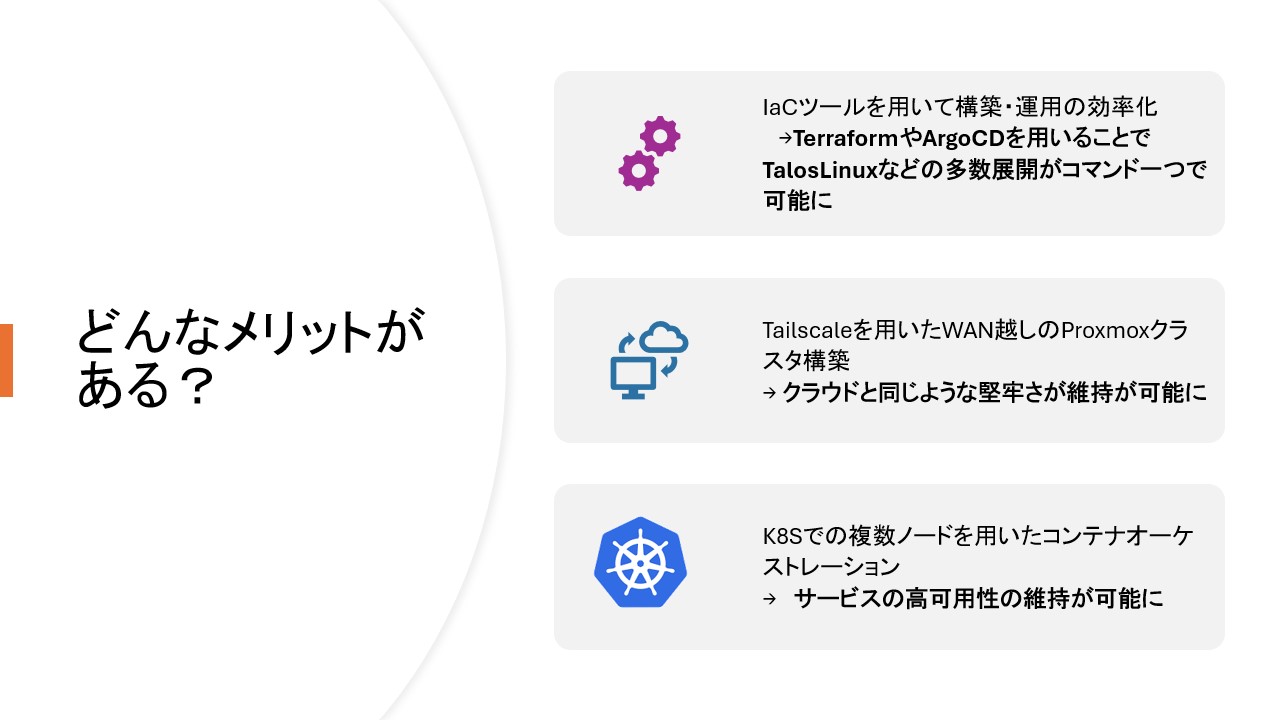 どんなメリットが
ある？
IaCツールを用いて構築・運用の効率化
→TerraformやArgoCDを用いることで
TalosLinuxなどの多数展開がコマンド一つで
可能に
Tailscaleを用いたWAN越しのProxmoxクラ
スタ構築
→ クラウドと同じような堅牢さが維持が可能に
K8Sでの複数ノードを用いたコンテナオーケ
ストレーション
→ サービスの高可用性の維持が可能に